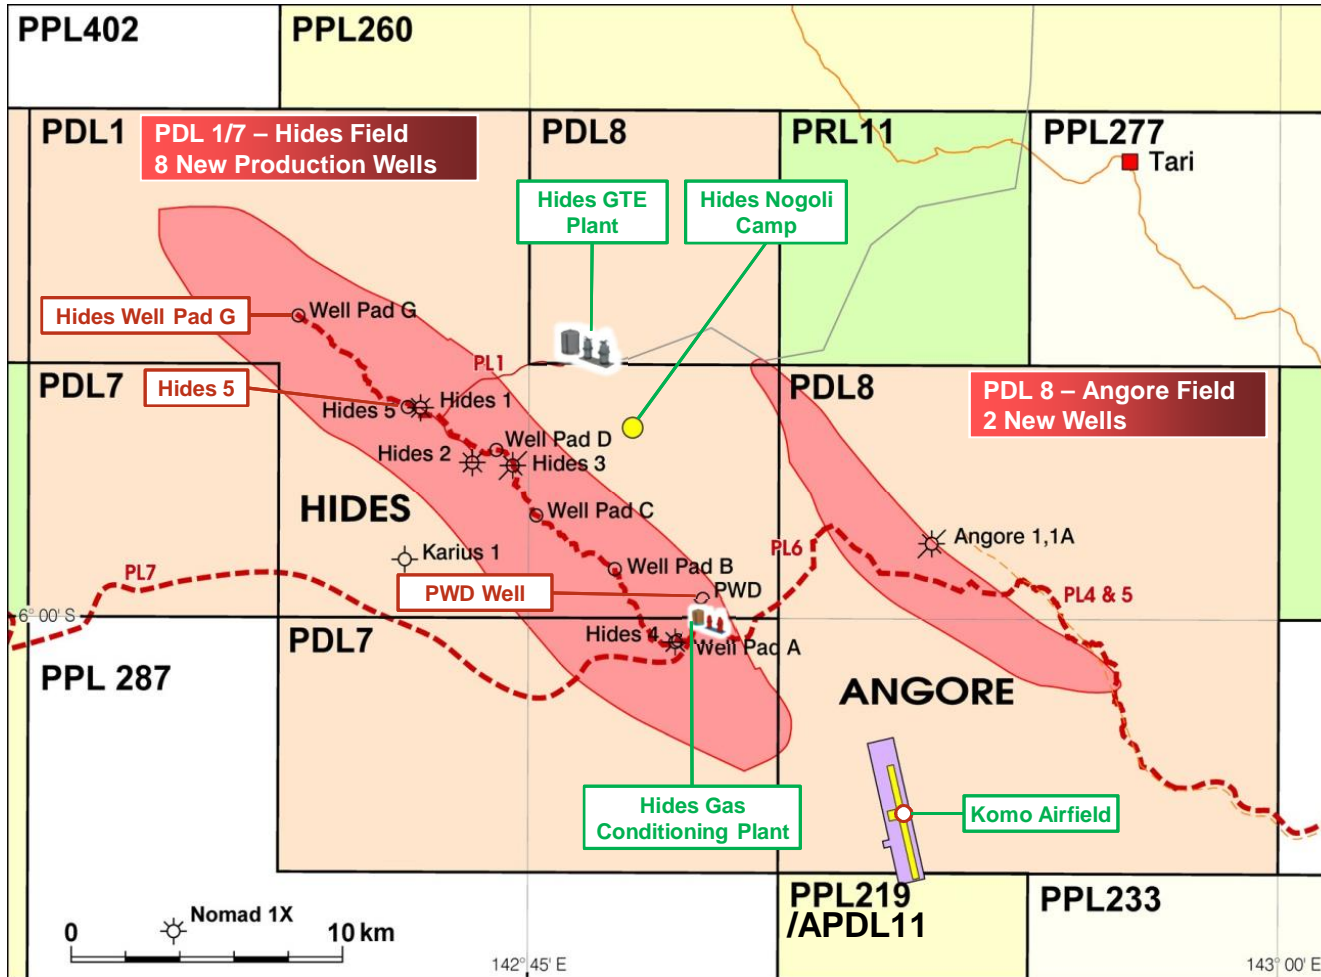 PPL402
PPL260
PDL1
PDL 1/7 – Hides Field
8 New Production Wells
PDL8
PRL11
PPL277
Tari
Hides GTE
Plant
Hides Nogoli
Camp
Hides Well Pad G
Well Pad G
PL1
PDL7
Hides 5
Hides 5
Hides 1
PDL8
PDL 8 – Angore Field
2 New Wells
Hides 2
Well Pad D
Hides 3
HIDES
Well Pad C
Karius 1
Angore 1,1A
PL6
PL7
Well Pad B
PWD Well
PWD
PL4 & 5
6° 00' S
PDL7
Hides 4
Well Pad A
PPL 287
ANGORE
Hides Gas
Conditioning Plant
Komo Airfield
Nomad 1X
0
10 km
PPL219
/APDL11
PPL233
142° 45' E
143° 00' E